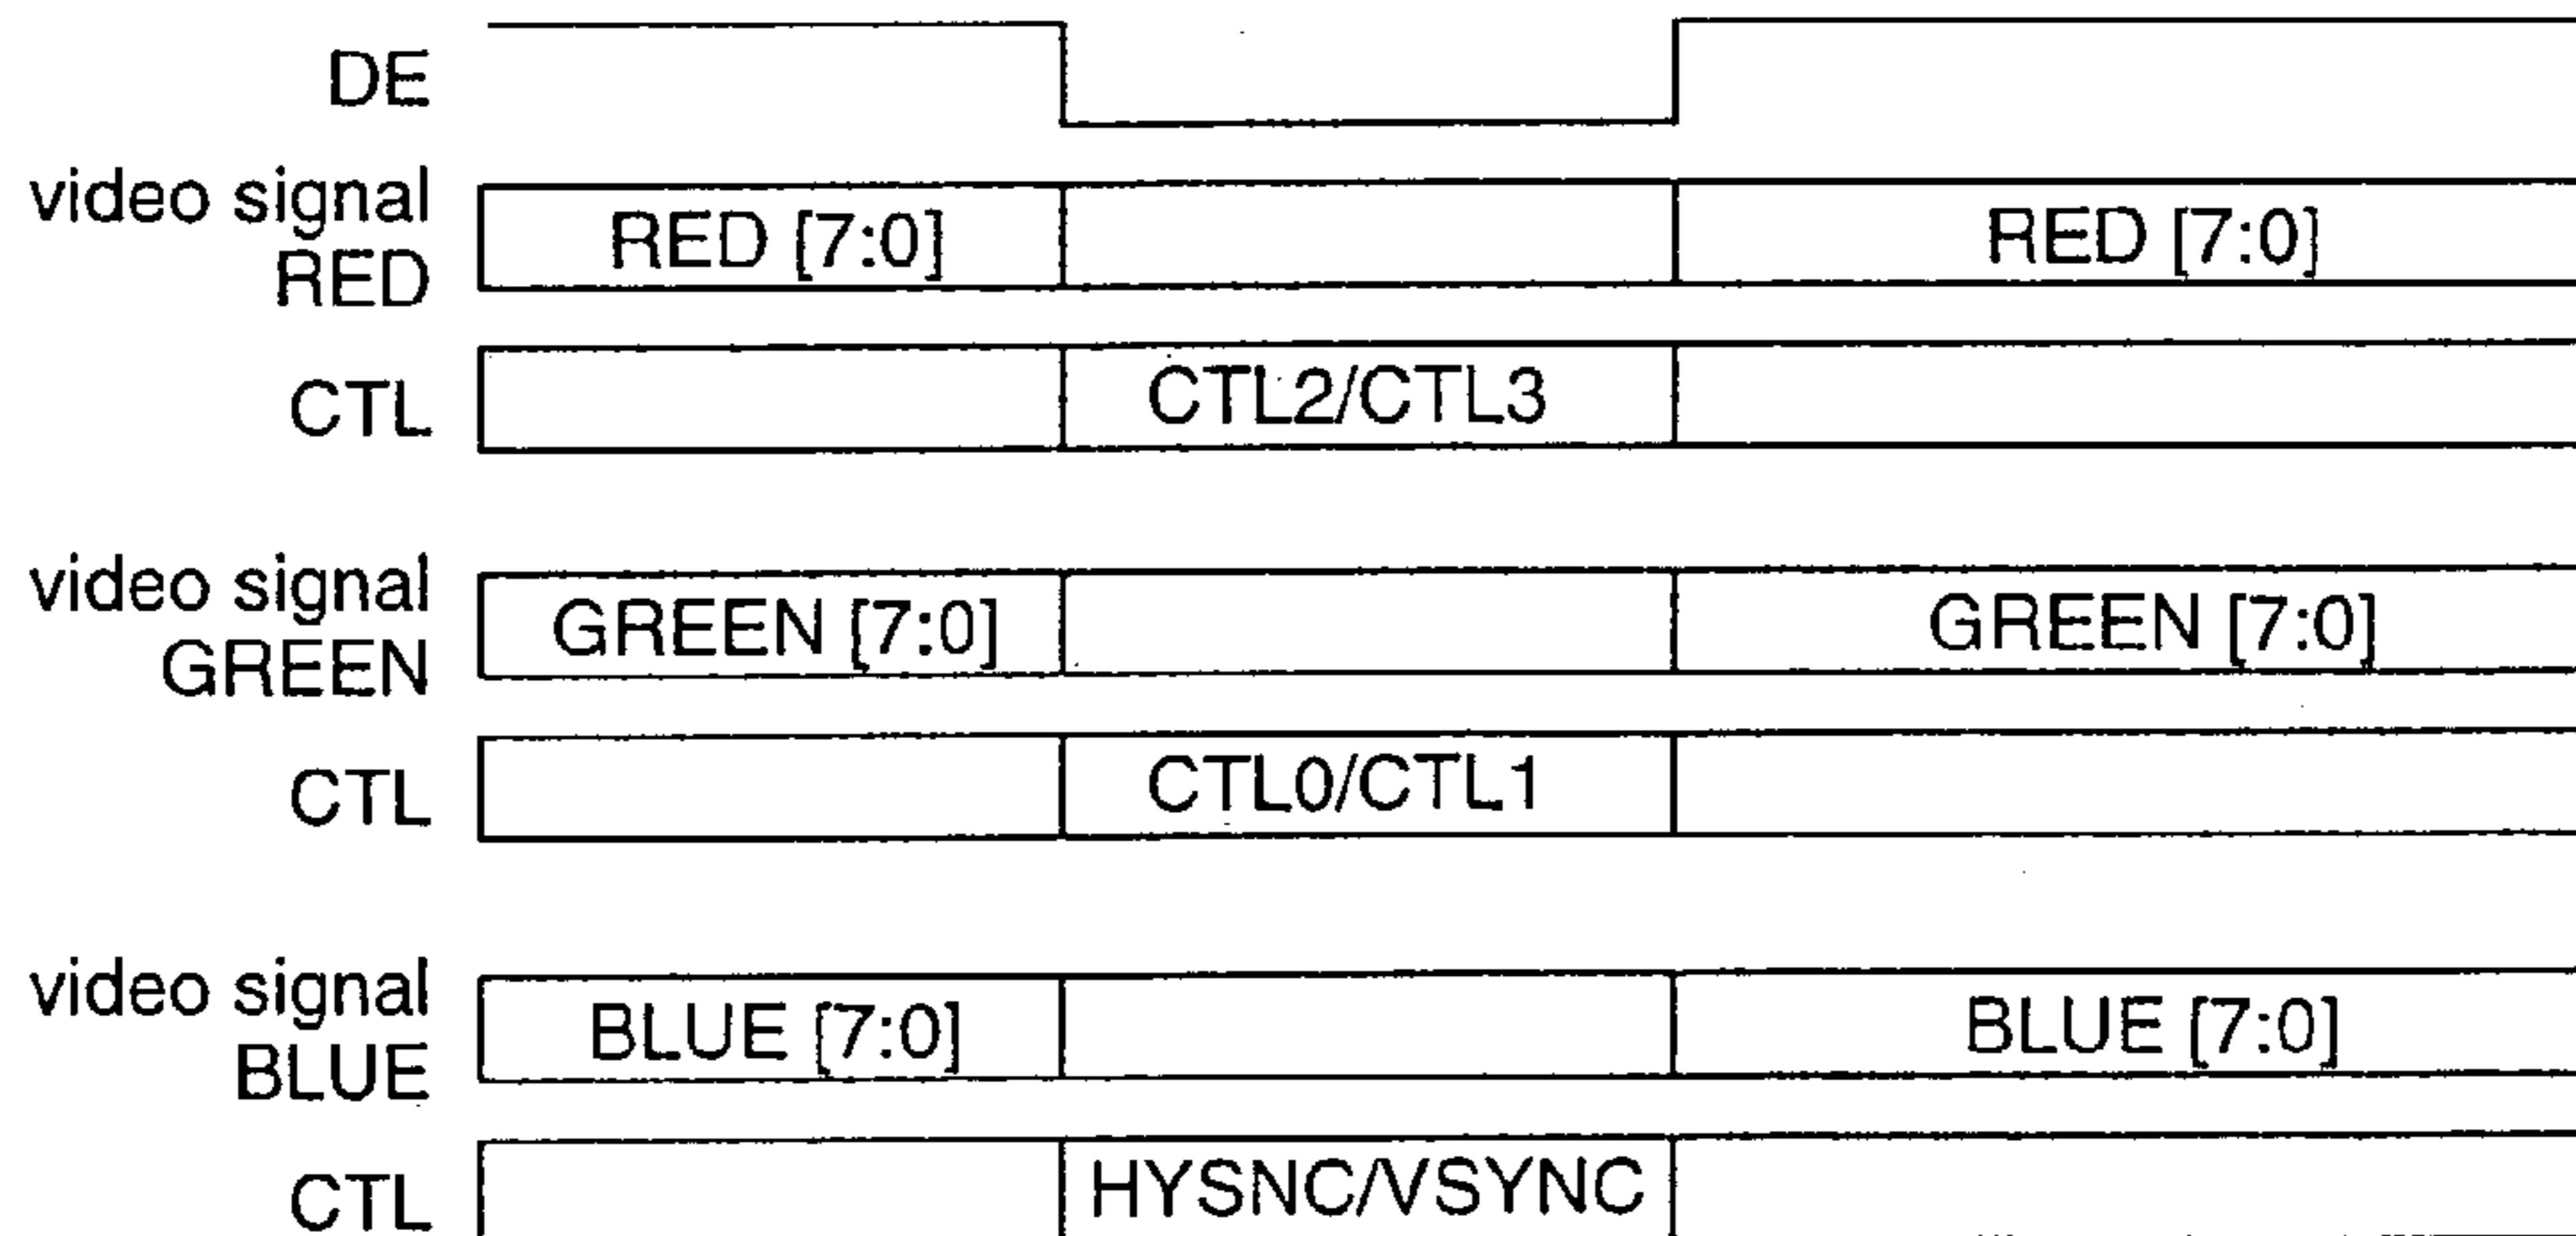 DE
video signal
RED
RED [7:0]
RED [7:0]
CTL
CTL2/CTL3
video signal
GREEN
GREEN [7:0]
GREEN [7:0]
CTL
CTL0/CTL1
video signal
BLUE
BLUE [7:0]
BLUE [7:0]
CTL
HYSNC/VSYNC